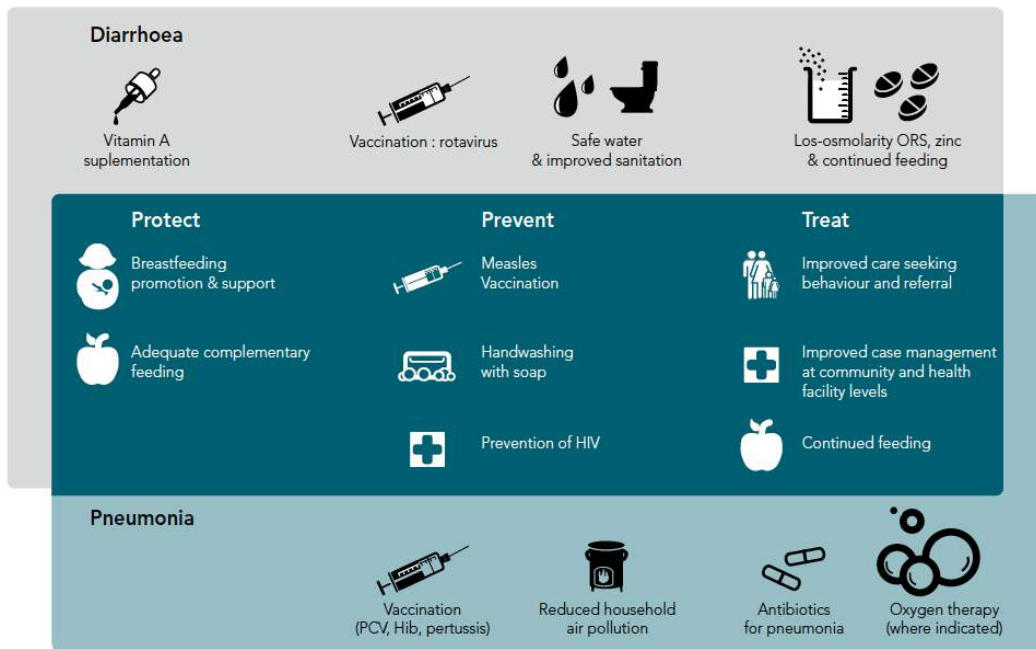 Diarrhoea
Vitamin A
suplementation
Vaccination : rotavirus
Safe water
& improved sanitation
Los-osmolarity ORS, zinc
& continued feeding
Protect
Breastfeeding
promotion & support
Adequate complementary
feeding
Prevent
Measles
Vaccination
Handwashing
with soap
Prevention of HIV
Treat
Improved care seeking
behaviour and referral
Improved case management
at community and health
facility levels
Continued feeding
Pneumonia
Vaccination
(PCV, Hib, pertussis)
Reduced household
air pollution
Antibiotics
for pneumonia
Oxygen therapy
(where indicated)